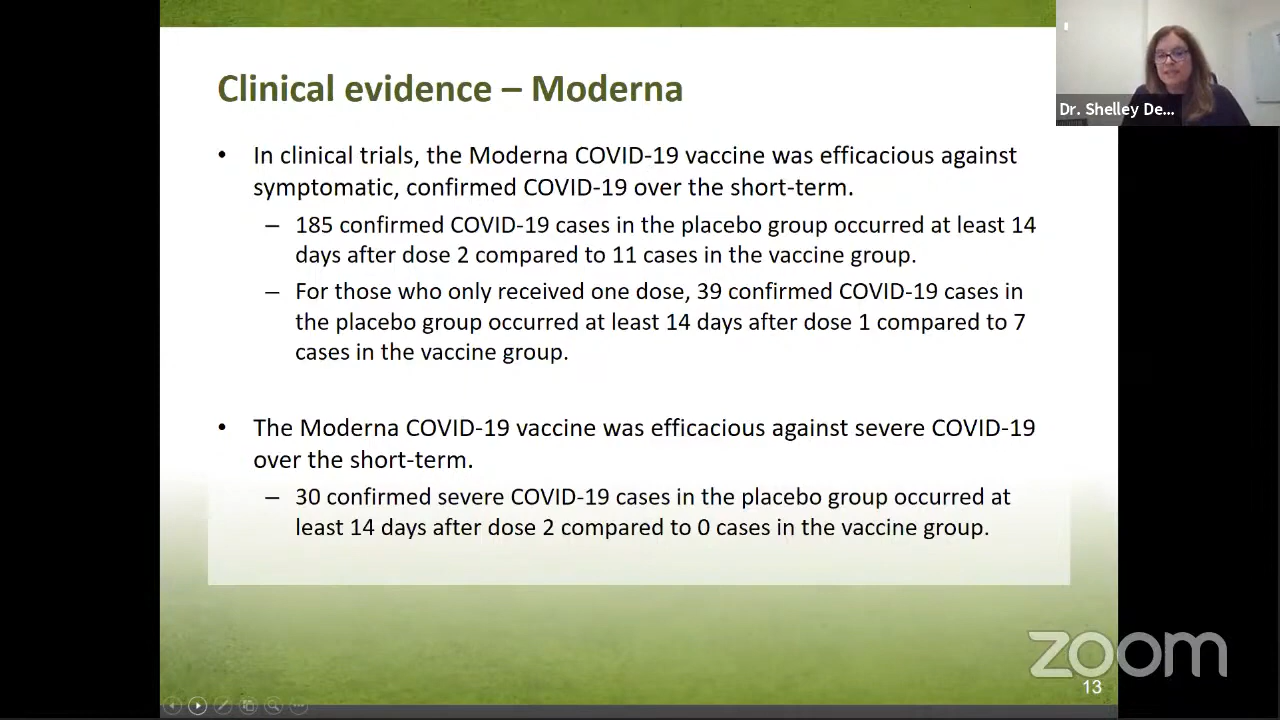 Clinical evidence – Moderna
• In clinical trials, the Moderna COVID-19 vaccine was efficacious against
symptomatic, confirmed COVID-19 over the short-term.
– 185 confirmed COVID-19 cases in the placebo group occurred at least 14
days after dose 2 compared to 11 cases in the vaccine group.
– For those who only received one dose, 39 confirmed COVID-19 cases in
the placebo group occurred at least 14 days after dose 1 compared to 7
cases in the vaccine group.
• The Moderna COVID-19 vaccine was efficacious against severe COVID-19
over the short-term.
– 30 confirmed severe COVID-19 cases in the placebo group occurred at
least 14 days after dose 2 compared to 0 cases in the vaccine group.
Dr. Shelley De...
zoom
13